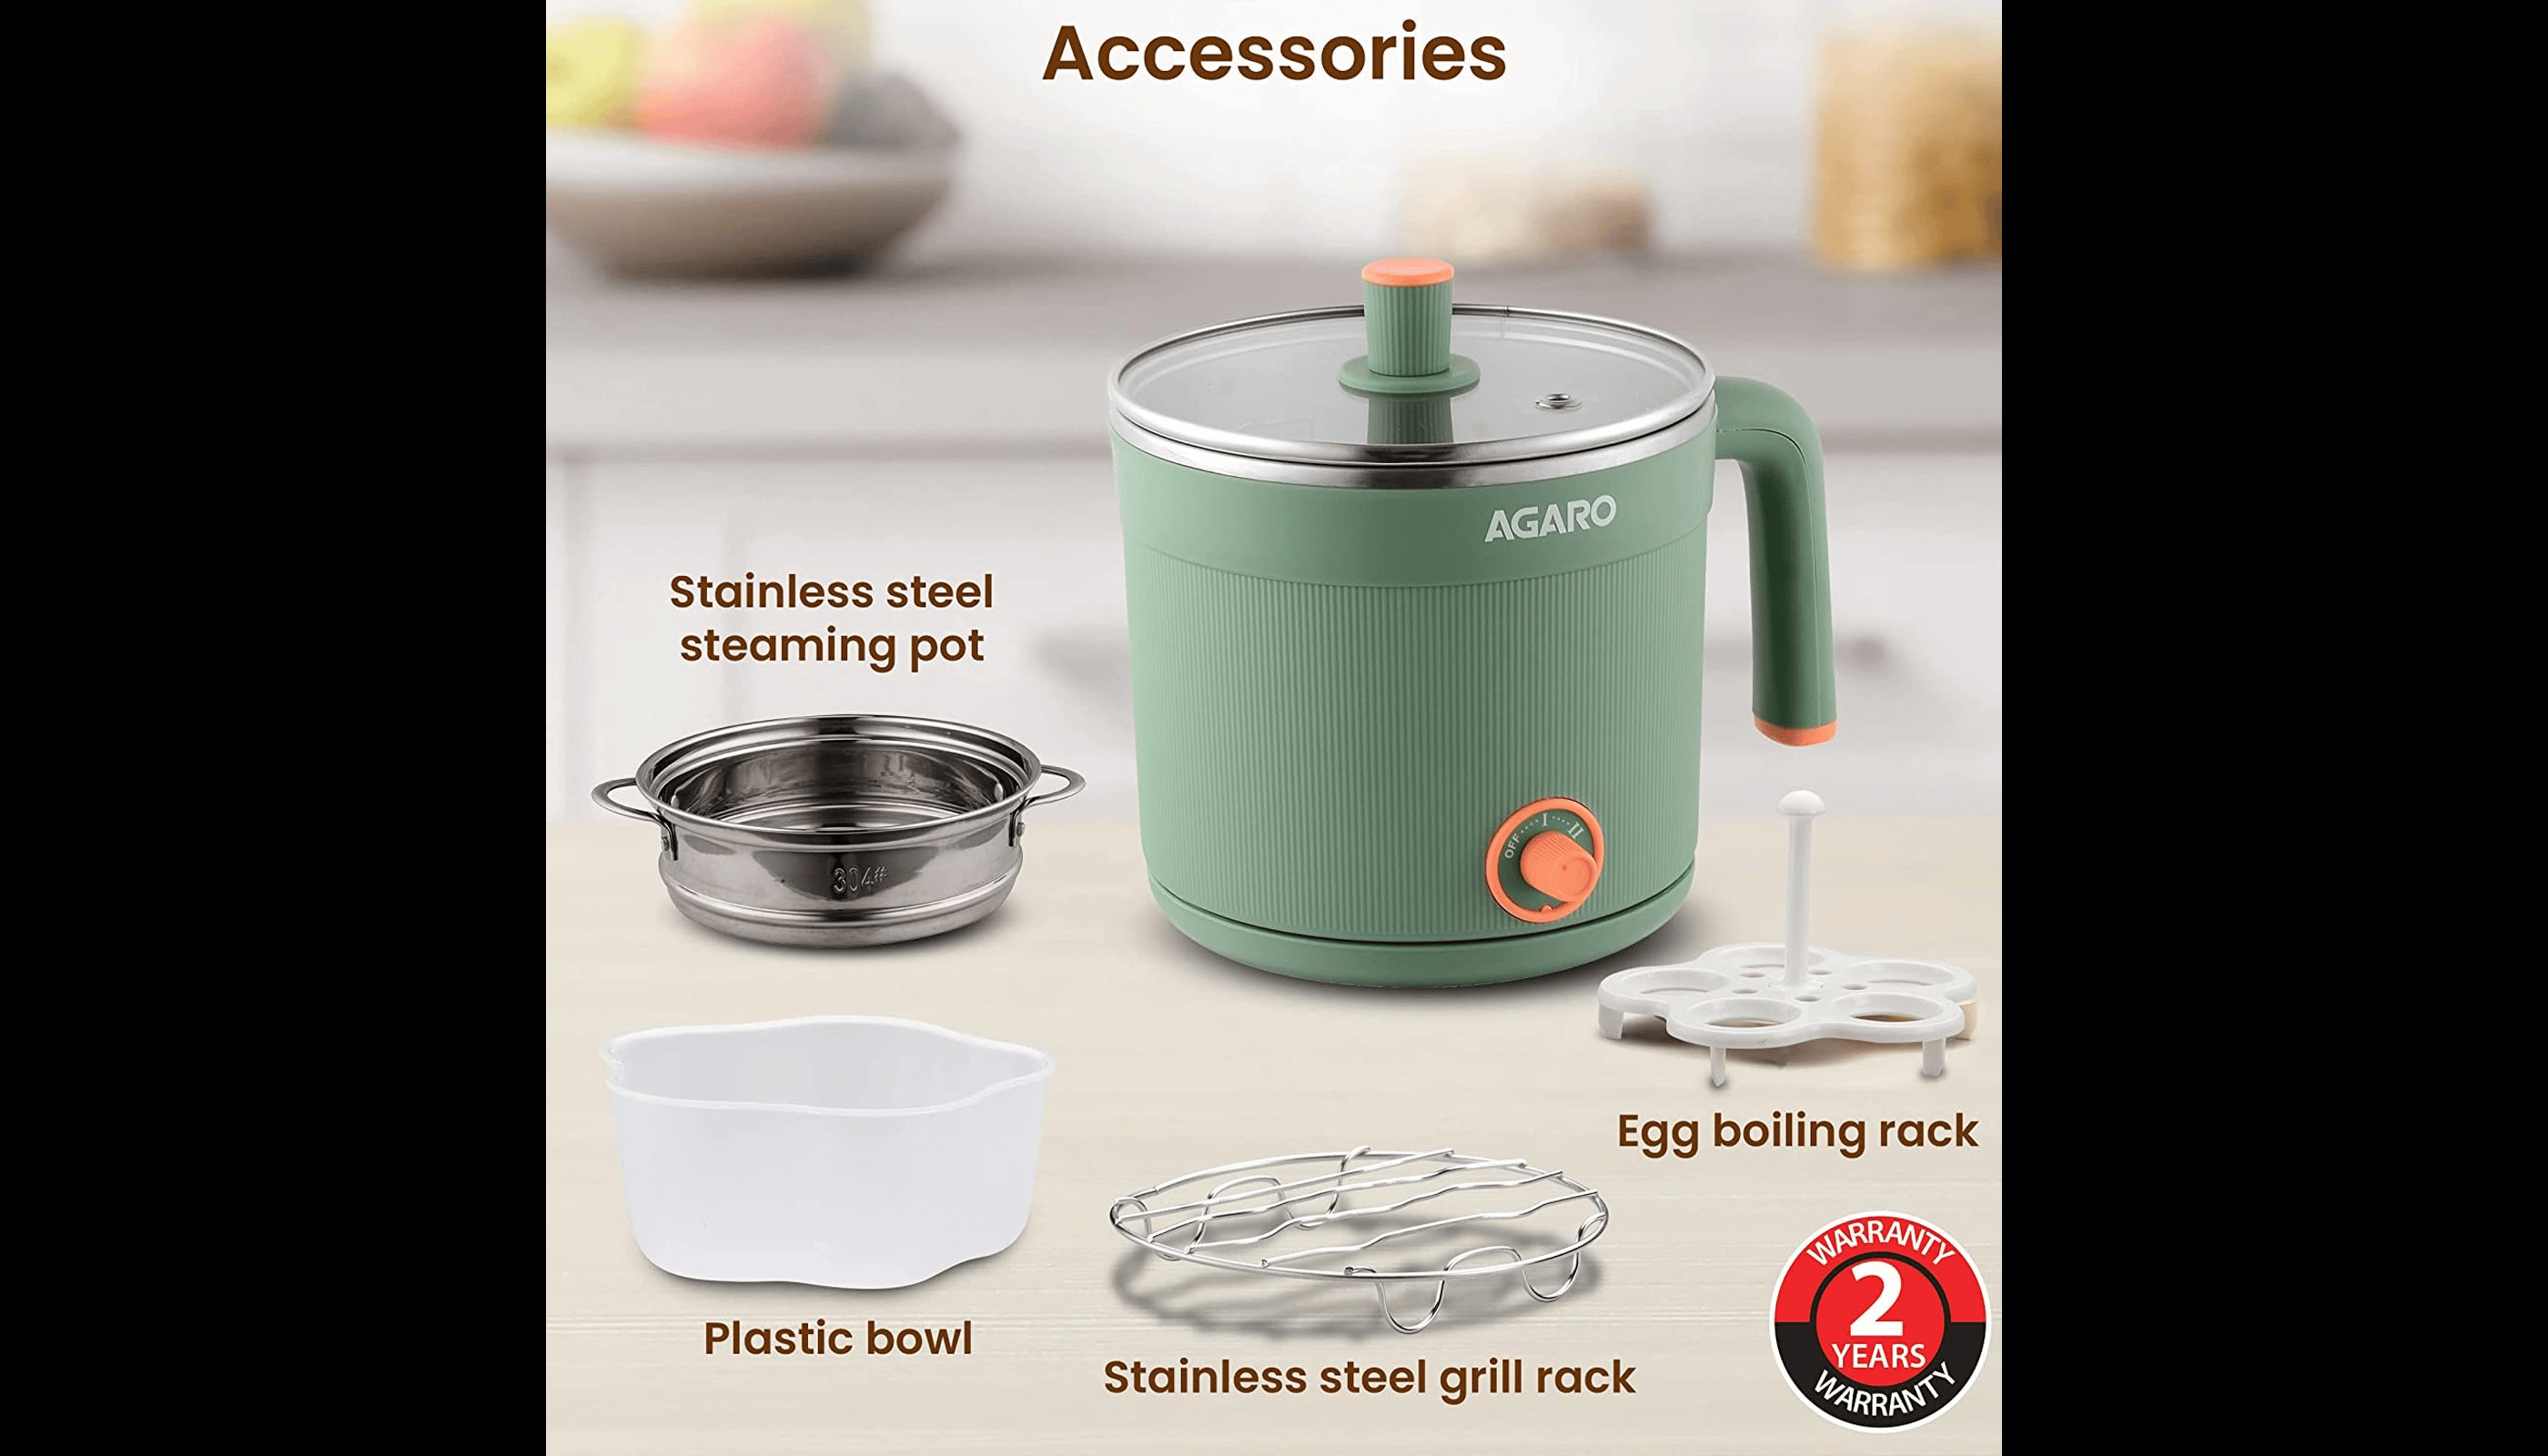 Accessories
AGARO
Stainless steel
steaming pot
304#
OFF I II
Egg boiling rack
Plastic bowl
Stainless steel grill rack
WARRANTY
2
YEARS
WARRANTY